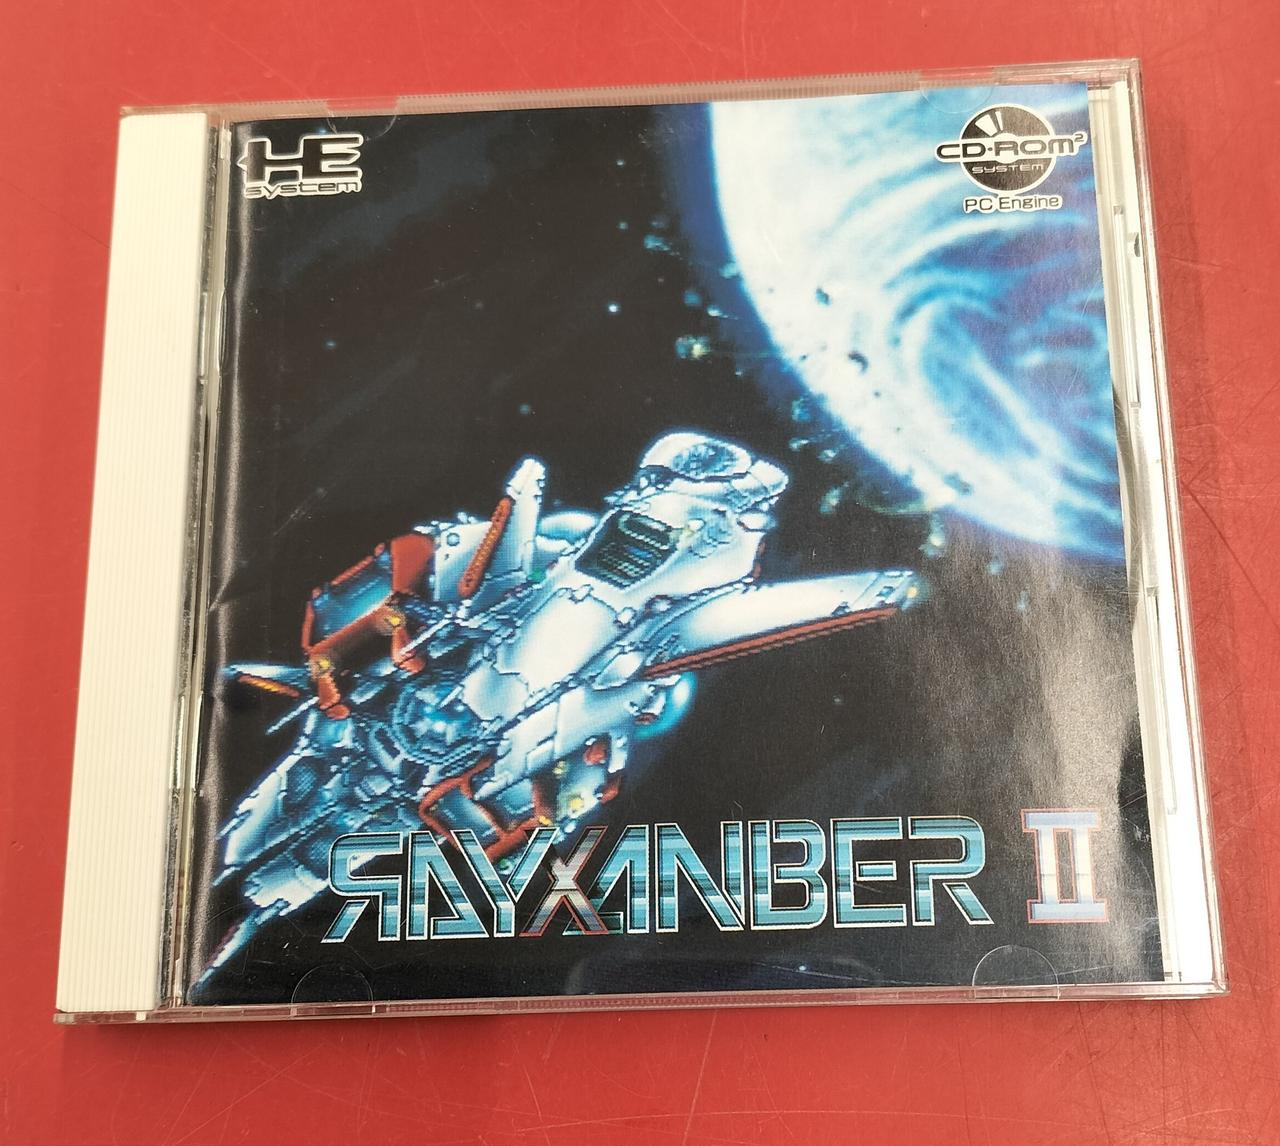 HE
system
CD-ROM²
SYSTEM
PC Engine
RAYXANBER II